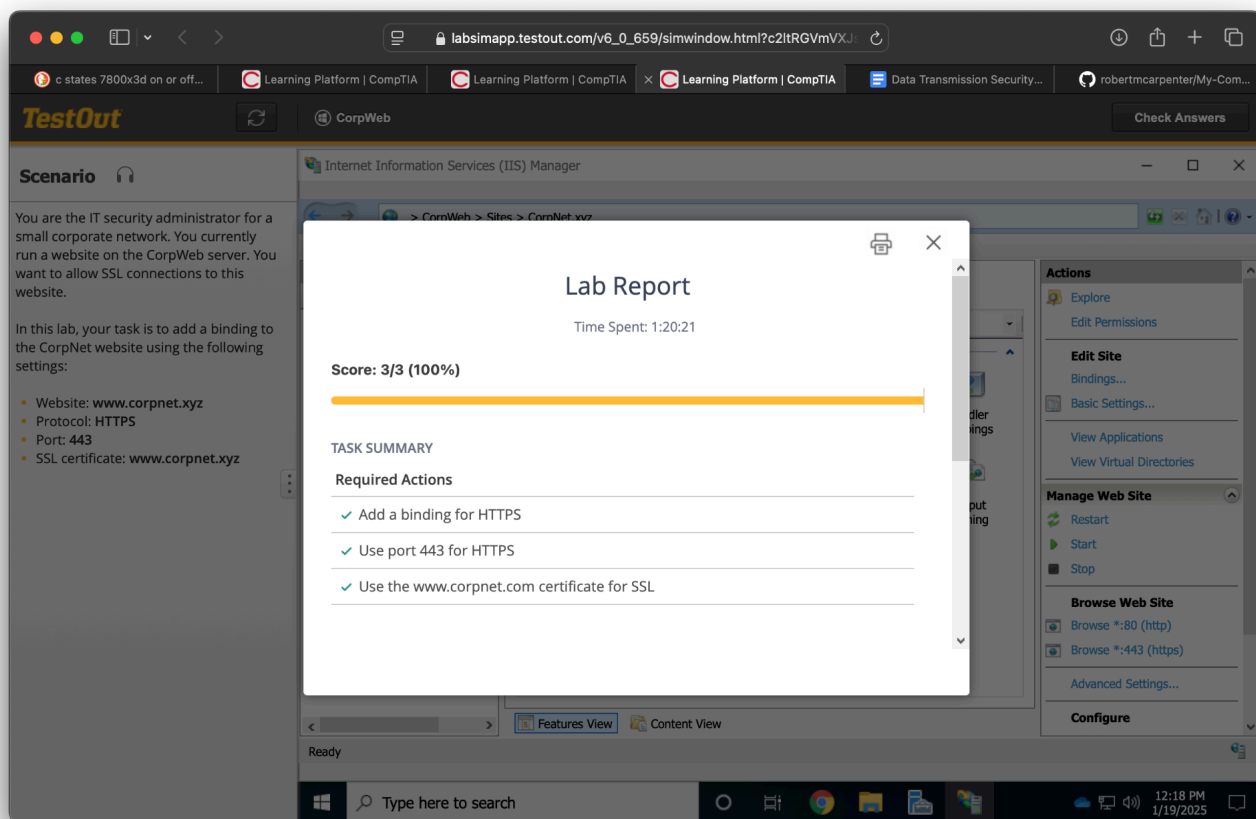 labsimapp.testout.com/v6_0_659/simwindow.html?c2ltRGVmVXJ
c states 7800x3d on or off...
Learning Platform | CompTIA
Learning Platform | CompTIA
Learning Platform | CompTIA
Data Transmission Security...
robertmcarpenter/My-Com...
TestOut
CorpWeb
Check Answers
Scenario
You are the IT security administrator for a
small corporate network. You currently
run a website on the CorpWeb server. You
want to allow SSL connections to this
website.
In this lab, your task is to add a binding to
the CorpNet website using the following
settings:
Website: www.corpnet.xyz
Protocol: HTTPS
Port: 443
SSL certificate: www.corpnet.xyz
Internet Information Services (IIS) Manager
> CorpWeb > Sites > CorpNet.xyz
Lab Report
Time Spent: 1:20:21
Score: 3/3 (100%)
TASK SUMMARY
Required Actions
Add a binding for HTTPS
Use port 443 for HTTPS
Use the www.corpnet.com certificate for SSL
Actions
Explore
Edit Permissions
Edit Site
Bindings...
Basic Settings...
View Applications
View Virtual Directories
Manage Web Site
Restart
Start
Stop
Browse Web Site
Browse *:80 (http)
Browse *:443 (https)
Advanced Settings...
Configure
Features View
Content View
Ready
Type here to search
12:18 PM
1/19/2025